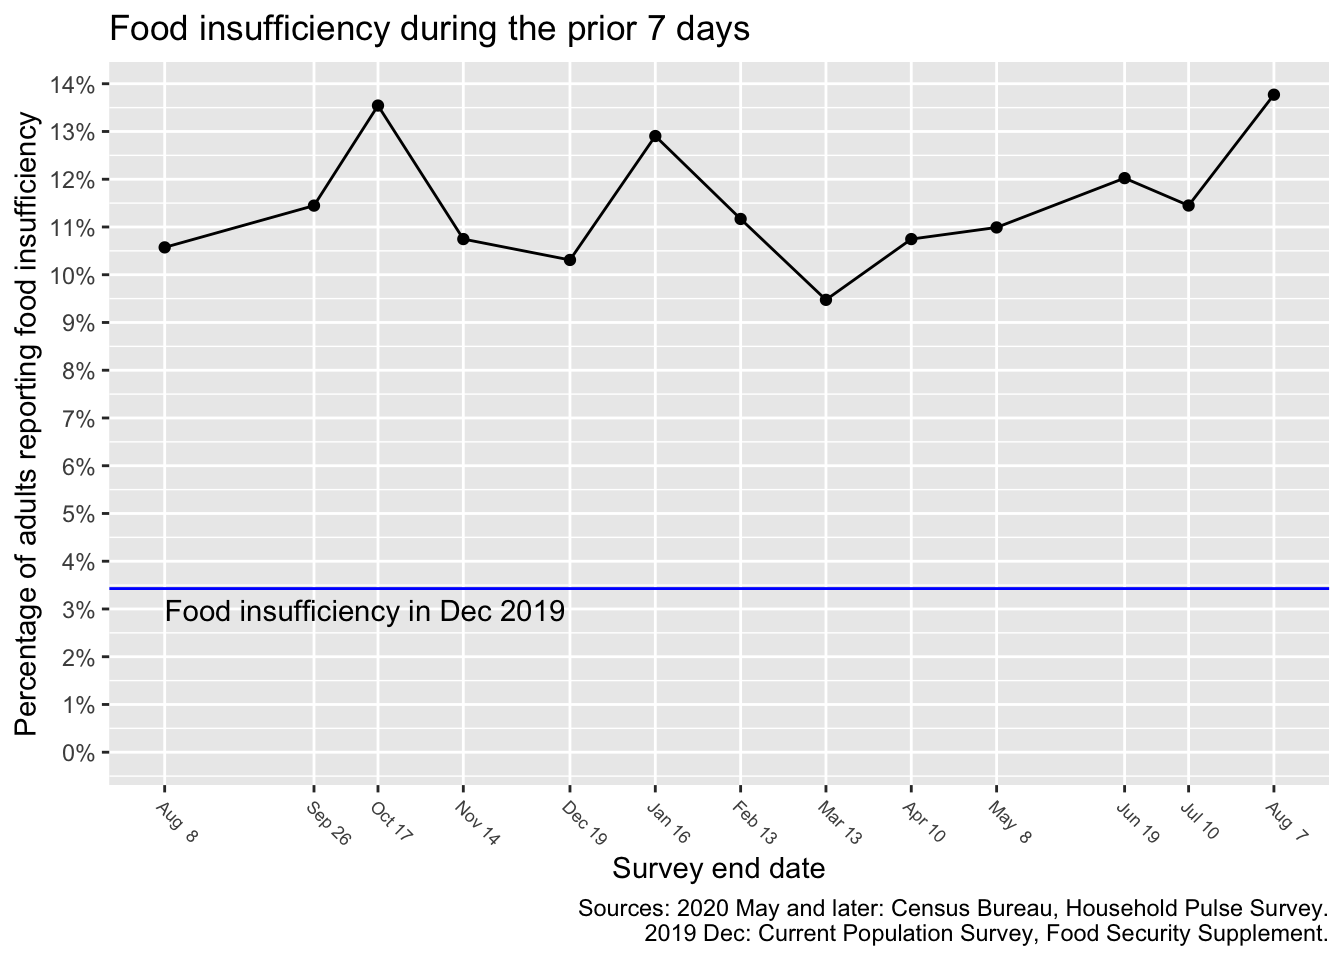 Food insufficiency during the prior 7 days
Percentage of adults reporting food insufficiency
14%
13%
12%
11%
10%
9%
8%
7%
6%
5%
4%
3%
2%
1%
0%
Food insufficiency in Dec 2019
Aug 8
Sep 26
Oct 17
Nov 14
Dec 19
Jan 16
Feb 13
Mar 13
Apr 10
May 8
Jun 19
Jul 10
Aug 7
Survey end date
Sources: 2020 May and later: Census Bureau, Household Pulse Survey.
2019 Dec: Current Population Survey, Food Security Supplement.